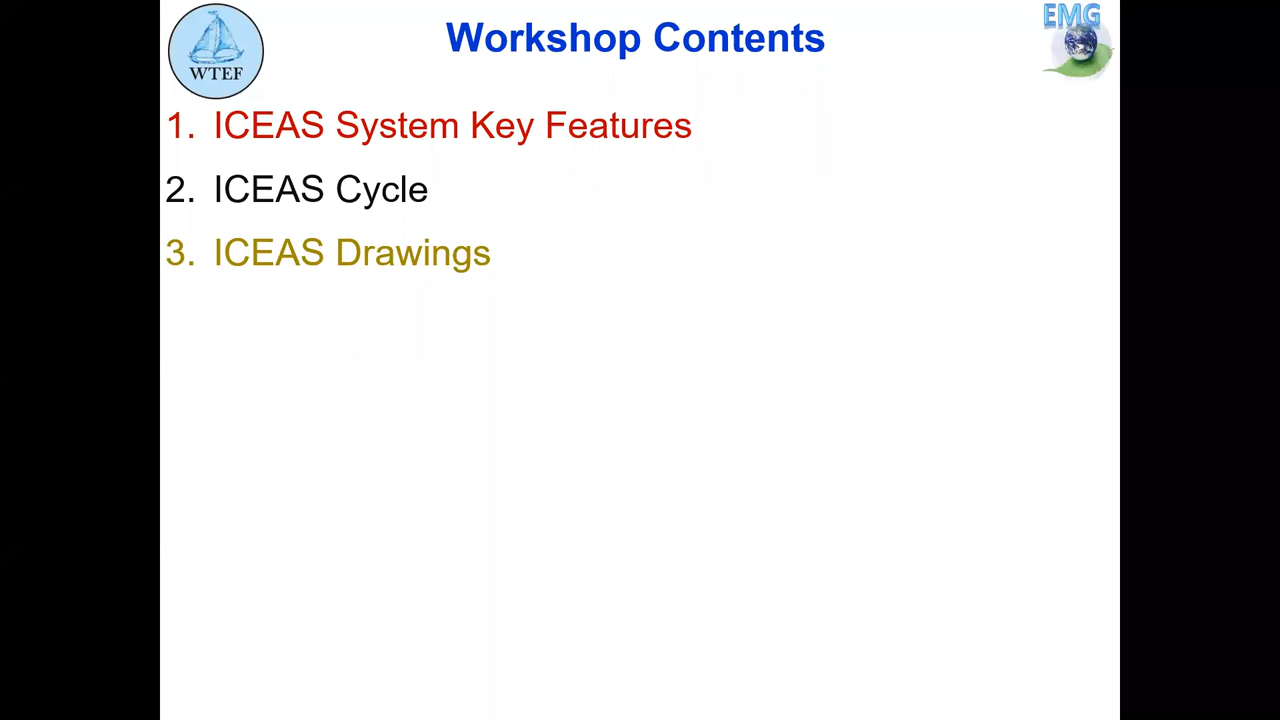 WTEF
Workshop Contents
EMG
1. ICEAS System Key Features
2. ICEAS Cycle
3. ICEAS Drawings